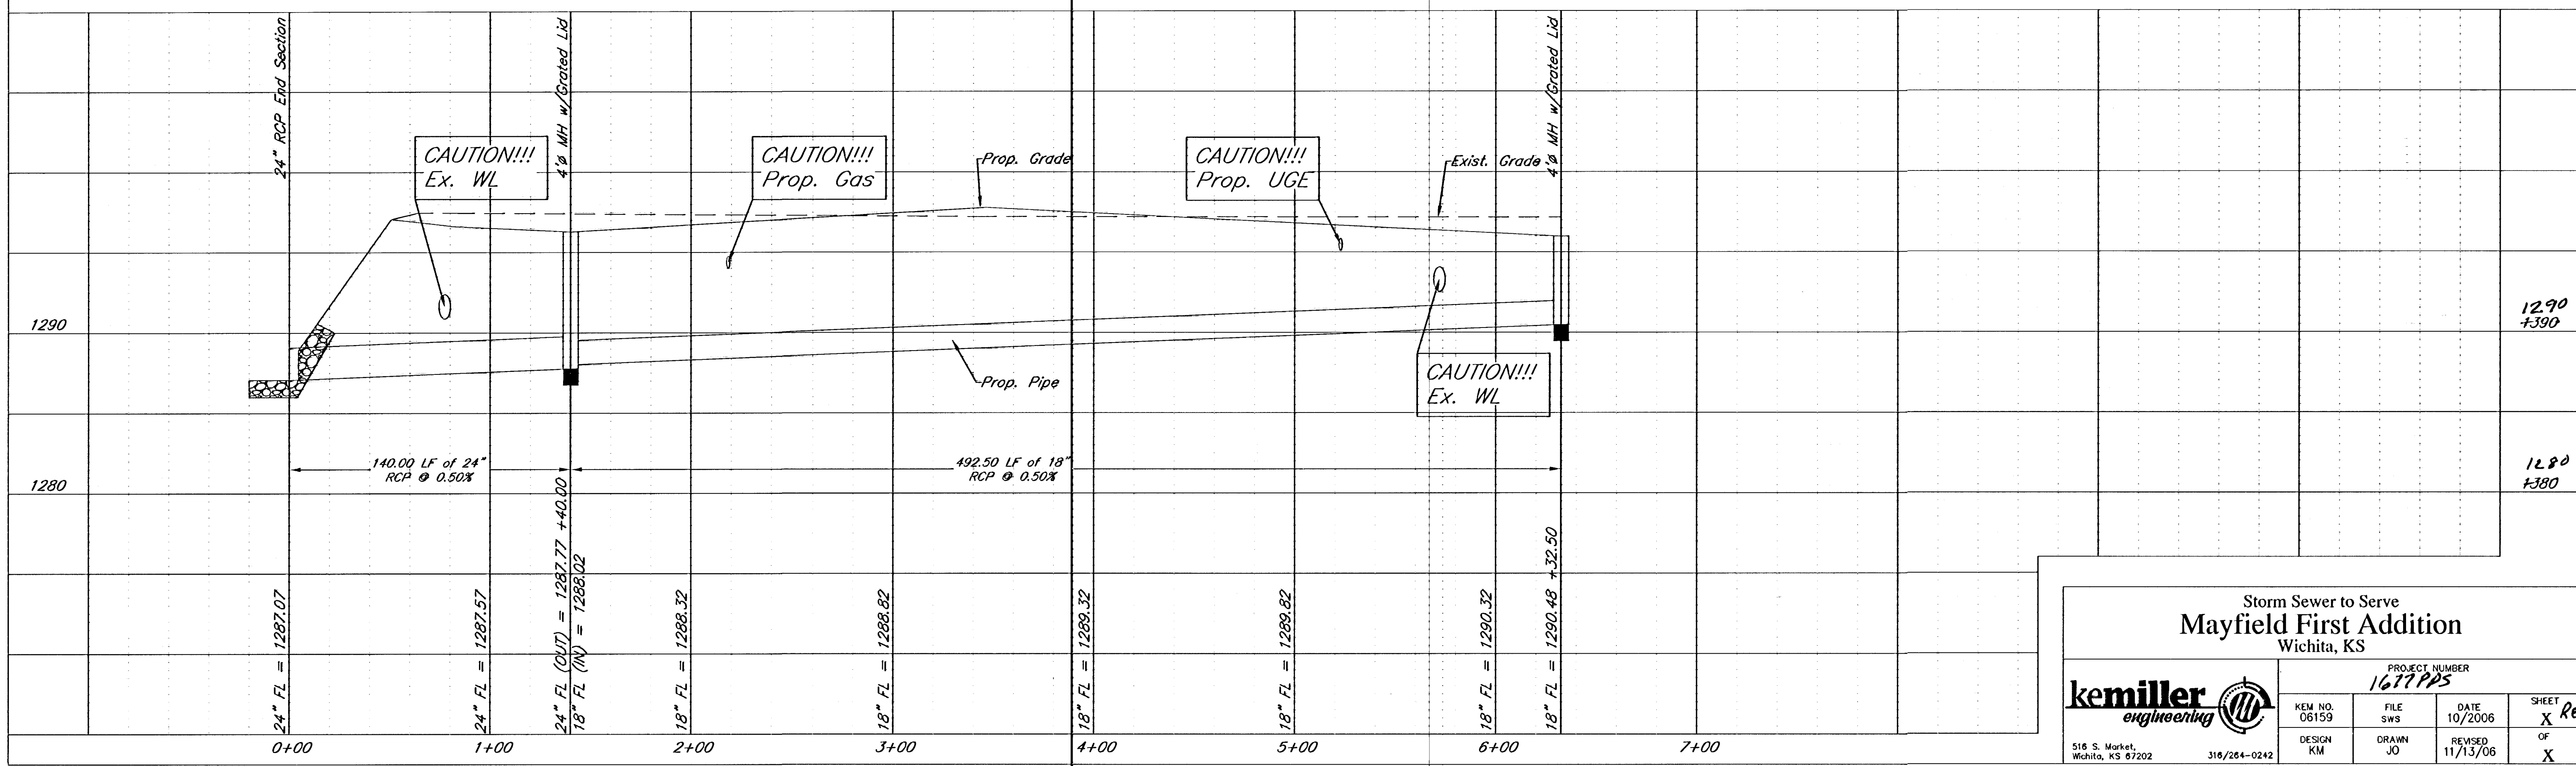 24" RCP End Section
4'ø MH w/Grated Lid
4'ø MH w/Grated Lid
CAUTION!!!
Ex. WL
CAUTION!!!
Prop. Gas
Prop. Grade
CAUTION!!!
Prop. UGE
Exist. Grade
1290
1290
1390
Prop. Pipe
CAUTION!!!
Ex. WL
140.00 LF of 24"
RCP @ 0.50%
492.50 LF of 18"
RCP @ 0.50%
1280
1280
1380
24" FL = 1287.07
24" FL = 1287.57
24" FL (OUT) = 1287.77 +40.00
18" FL (IN) = 1288.02
18" FL = 1288.32
18" FL = 1288.82
18" FL = 1289.32
18" FL = 1289.82
18" FL = 1290.32
18" FL = 1290.48 +32.50
0+00 1+00 2+00 3+00 4+00 5+00 6+00 7+00
Storm Sewer to Serve
Mayfield First Addition
Wichita, KS
kemiller
engineering
516 S. Market,
Wichita, KS 67202 316/264-0242
PROJECT NUMBER
1677PPS
KEM NO.
06159
FILE
SWS
DATE
10/2006
SHEET
X
DESIGN
KM
DRAWN
JO
REVISED
11/13/06
OF
X